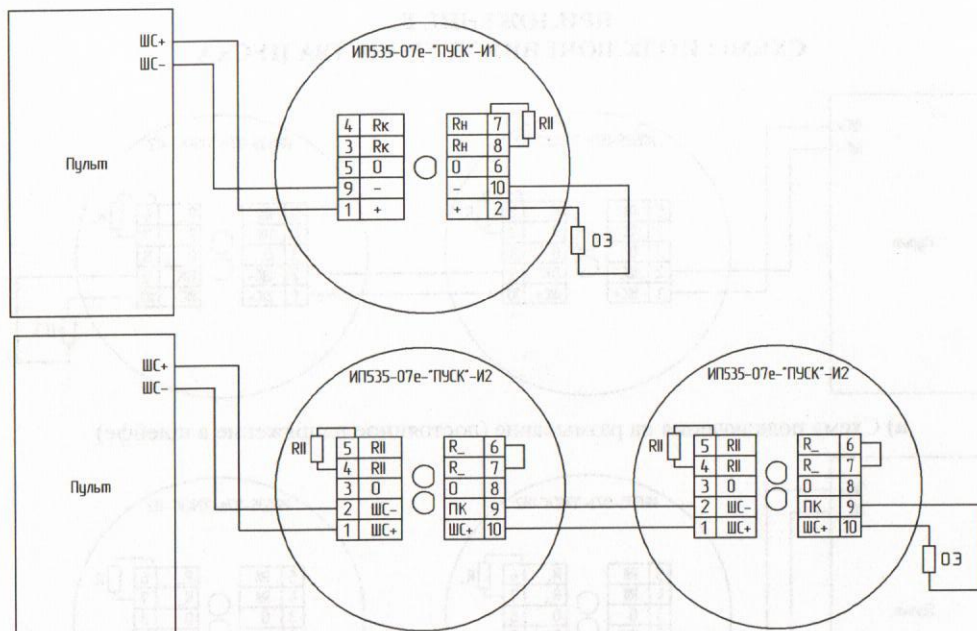 ШС+
ШС-
Пульт
ИП535-07е-"ПУСК"-И1
4 Rк
3 Rк
5 0
9 -
1 +
Rн 7
Rн 8
0 6
- 10
+ 2
RII
ОЗ
ШС+
ШС-
Пульт
ИП535-07е-"ПУСК"-И2
RII
5 RII
4 RII
3 0
2 ШС-
1 ШС+
R_ 6
R_ 7
0 8
ПК 9
ШС+ 10
ИП535-07е-"ПУСК"-И2
RII
5 RII
4 RII
3 0
2 ШС-
1 ШС+
R_ 6
R_ 7
0 8
ПК 9
ШС+ 10
ОЗ